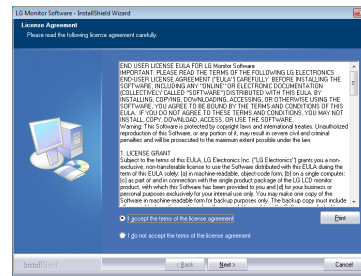 LG Monitor Software - InstallShield Wizard
License Agreement
Please read the following license agreement carefully.
END USER LICENSE EULA FOR LG Monitor Software
IMPORTANT: PLEASE READ THE TERMS OF THE FOLLOWING LG ELECTRONICS
END-USER LICENSE AGREEMENT ("EULA") CAREFULLY BEFORE INSTALLING THE
SOFTWARE, INCLUDING ANY "ONLINE" OR ELECTRONIC DOCUMENTATION
(COLLECTIVELY CALLED "SOFTWARE") DISTRIBUTED WITH THIS EULA. BY
INSTALLING, COPYING, DOWNLOADING, ACCESSING, OR OTHERWISE USING THE
SOFTWARE, YOU AGREE TO BE BOUND BY THE TERMS AND CONDITIONS OF THIS
EULA. IF YOU DO NOT AGREE TO THESE TERMS AND CONDITIONS, YOU MAY NOT
INSTALL, COPY, DOWNLOAD, ACCESS, OR USE THE SOFTWARE.
Warning: This Software is protected by copyright laws and international treaties. Unauthorized
reproduction of this Software, or any portion of it, may result in severe civil and criminal
penalties and will be prosecuted to the maximum extent possible under the law.
1. LICENSE GRANT
Subject to the terms of this EULA, LG Electronics Inc. ("LG Electronics") grants you a non-
exclusive, non-transferable license to use the Software distributed with this EULA during the
term of this EULA solely: (a) in machine-readable, object-code form; (b) on a single computer;
(c) as part of and in connection with the single product package of the LG LCD monitor
product, with which this Software has been provided to you and (d) for your business or
personal purposes exclusively for your internal use only. You may make one copy of the
Software in machine-readable form for backup purposes only. The backup copy must include
I accept the terms of the license agreement
Print
I do not accept the terms of the license agreement
InstallShield
< Back
Next >
Cancel